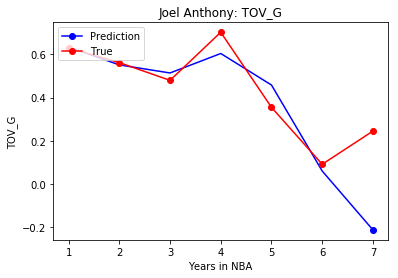 Joel Anthony: TOV_G
Prediction
True
0.6
0.4
0.2
0.0
−0.2
TOV_G
1 2 3 4 5 6 7
Years in NBA